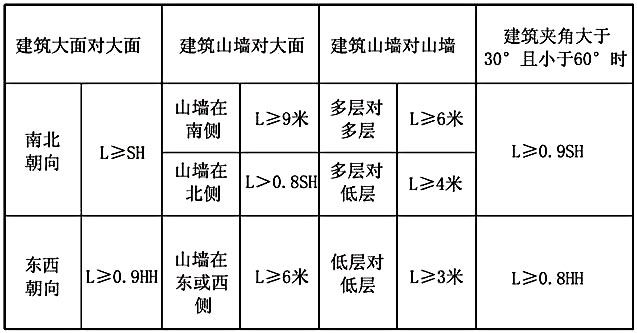 建筑大面对大面
建筑山墙对大面
建筑山墙对山墙
建筑夹角大于
30°且小于60°时
南北
朝向
L≥SH
山墙在
南侧
L≥9米
多层对
多层
L≥6米
L≥0.9SH
山墙在
北侧
L>0.8SH
多层对
低层
L≥4米
东西
朝向
L≥0.9HH
山墙在
东或西
侧
L≥6米
低层对
低层
L≥3米
L≥0.8HH